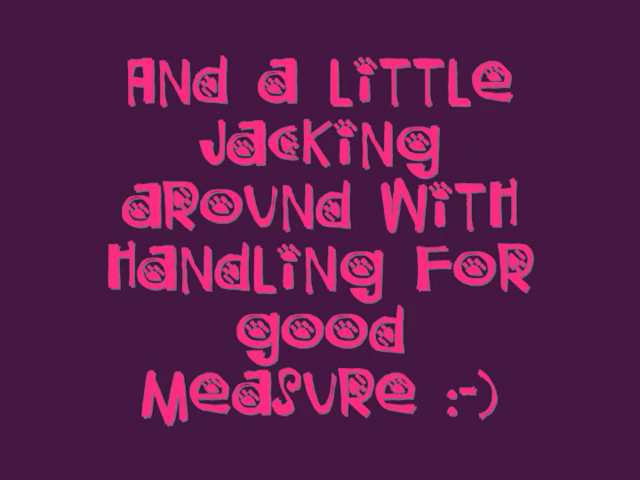 And a little
Jacking
around with
Handling for
good
Measure :-)